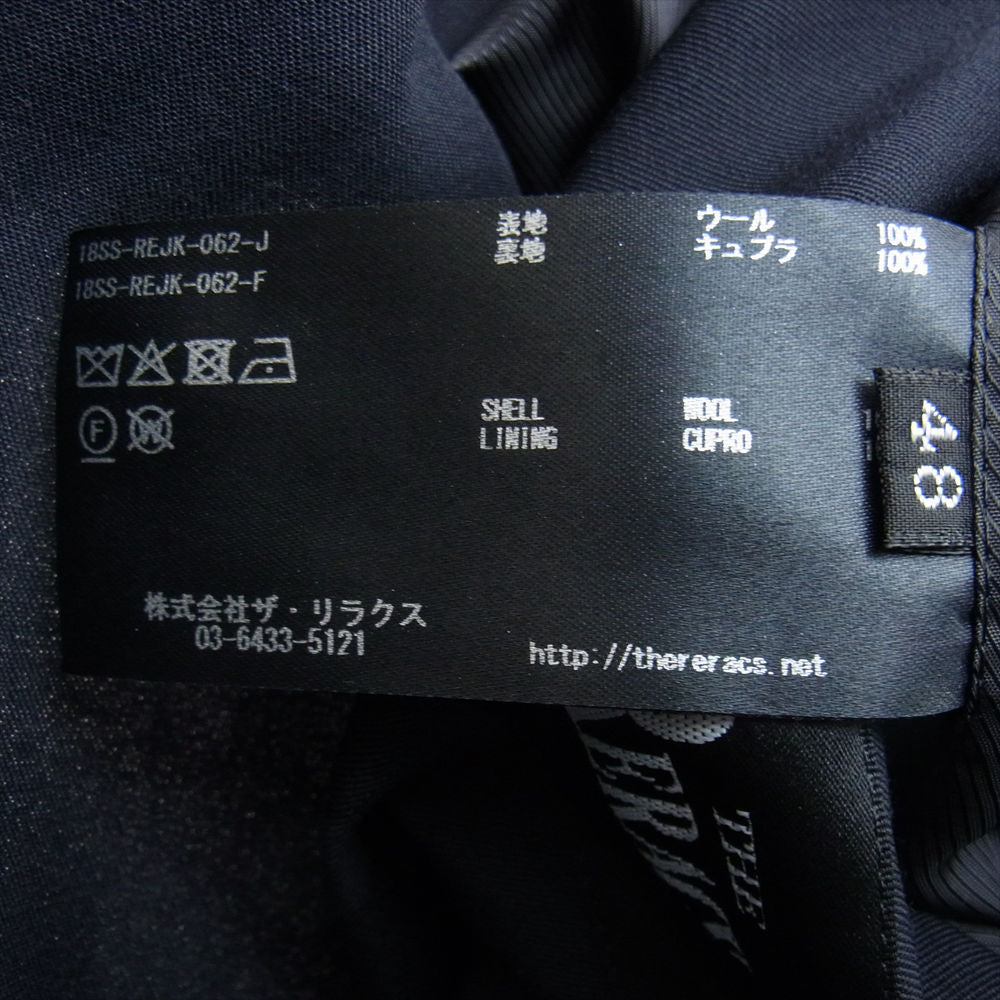 18SS-REJK-062-J
18SS-REJK-062-F
表地 ウール 100%
裏地 キュプラ 100%
F
W
SHELL WOOL
LINING CUPRO
48
株式会社ザ・リラクス
03-6433-5121
http://thereracs.net
THE